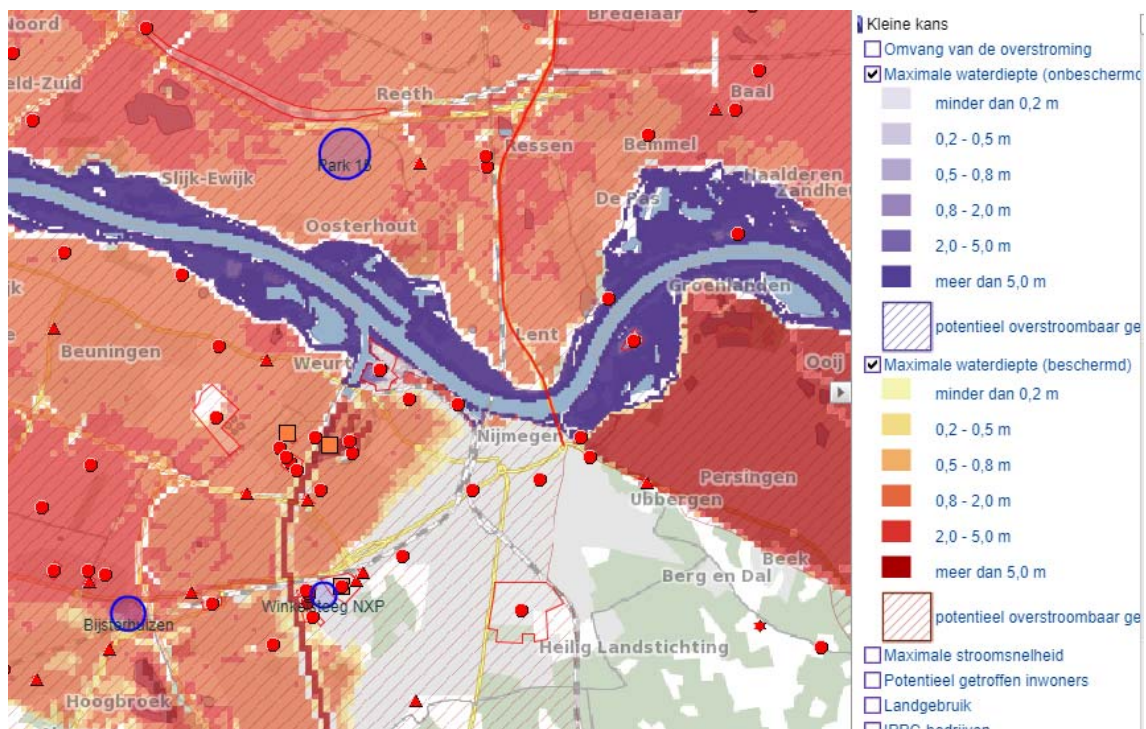 Noord
Bredelaar
eld-Zuid
Reeth
Baal
Ressen
Bemmel
Park 15
Slijk-Ewijk
Haalderen
Zandhe
De Pas
Oosterhout
Groenlanden
Lent
Beuningen
Weurt
Ooij
Nijmegen
Persingen
Ubbergen
Beek
Berg en Dal
Winkelsteeg NXP
Bijsterhuizen
Heilig Landstichting
Hoogbroek
Kleine kans
Omvang van de overstroming
Maximale waterdiepte (onbeschermd
minder dan 0,2 m
0,2 - 0,5 m
0,5 - 0,8 m
0,8 - 2,0 m
2,0 - 5,0 m
meer dan 5,0 m
potentieel overstroombaar ge
Maximale waterdiepte (beschermd)
minder dan 0,2 m
0,2 - 0,5 m
0,5 - 0,8 m
0,8 - 2,0 m
2,0 - 5,0 m
meer dan 5,0 m
potentieel overstroombaar ge
Maximale stroomsnelheid
Potentieel getroffen inwoners
Landgebruik